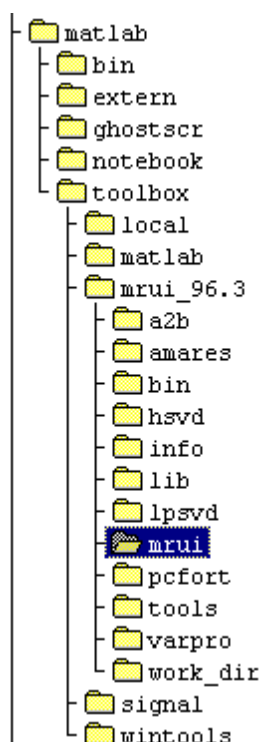 matlab
bin
extern
ghostscr
notebook
toolbox
local
matlab
mrui_96.3
a2b
amares
bin
hsvd
info
lib
lpsvd
mrui
pcfort
tools
varpro
work_dir
signal
wintools